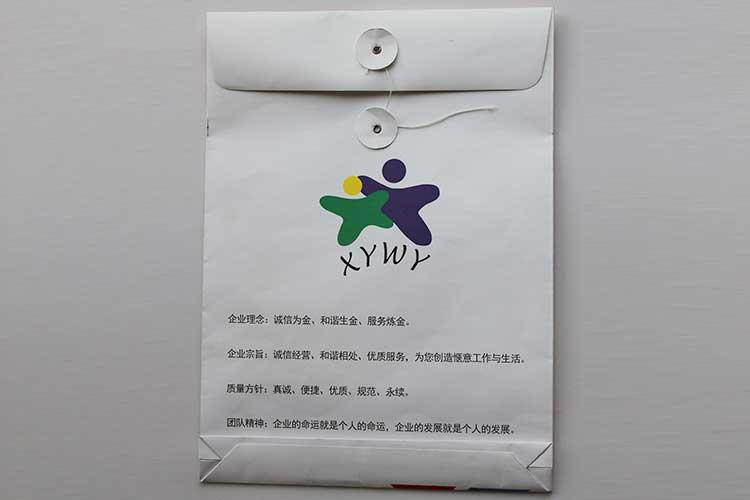 XYWY
企业理念：诚信为金、和谐生金、服务炼金。
企业宗旨：诚信经营、和谐相处、优质服务，为您创造惬意工作与生活。
质量方针：真诚、便捷、优质、规范、永续。
团队精神：企业的命运就是个人的命运，企业的发展就是个人的发展。